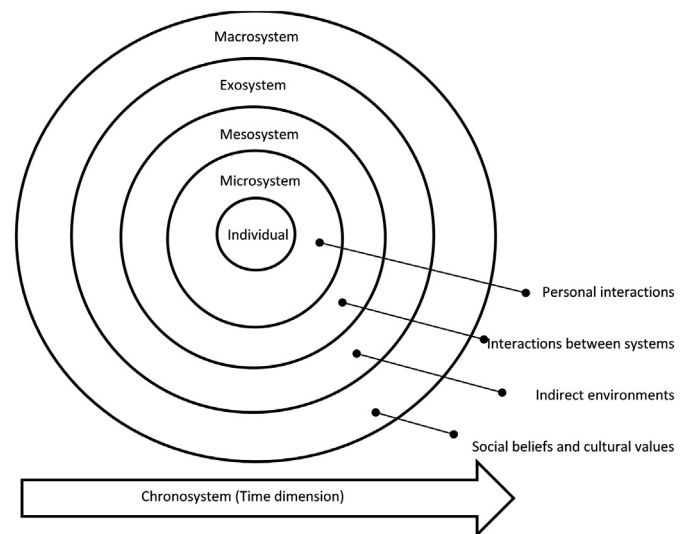 Macrosystem
Exosystem
Mesosystem
Microsystem
Individual
Personal interactions
Interactions between systems
Indirect environments
Social beliefs and cultural values
Chronosystem (Time dimension)